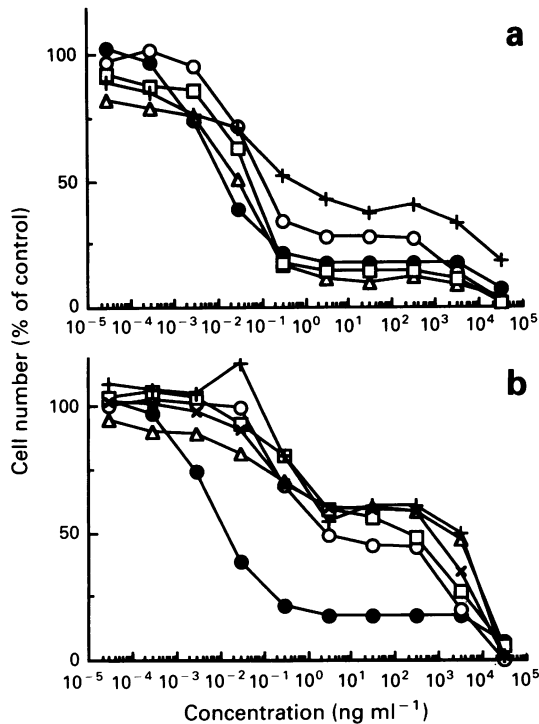 a
100
50
0
10⁻⁵ 10⁻⁴ 10⁻³ 10⁻² 10⁻¹ 10⁰ 10¹ 10² 10³ 10⁴ 10⁵
Cell number (% of control)
b
100
50
0
10⁻⁵ 10⁻⁴ 10⁻³ 10⁻² 10⁻¹ 10⁰ 10¹ 10² 10³ 10⁴ 10⁵
Concentration (ng ml⁻¹)